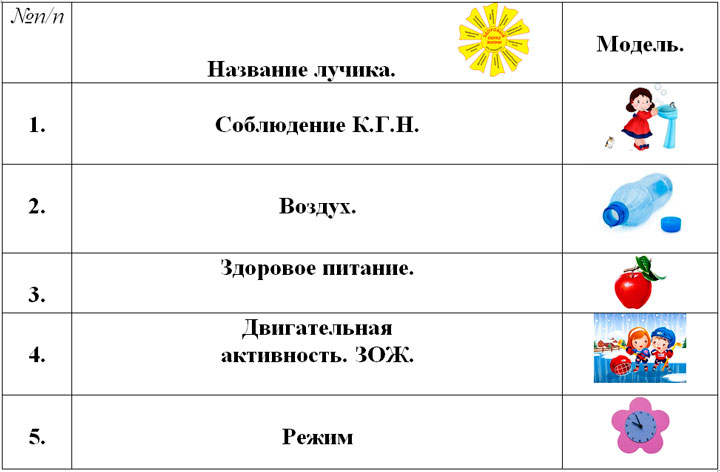 №п/п
Название лучика.
Модель.
1.
Соблюдение К.Г.Н.
2.
Воздух.
3.
Здоровое питание.
4.
Двигательная
активность. ЗОЖ.
5.
Режим